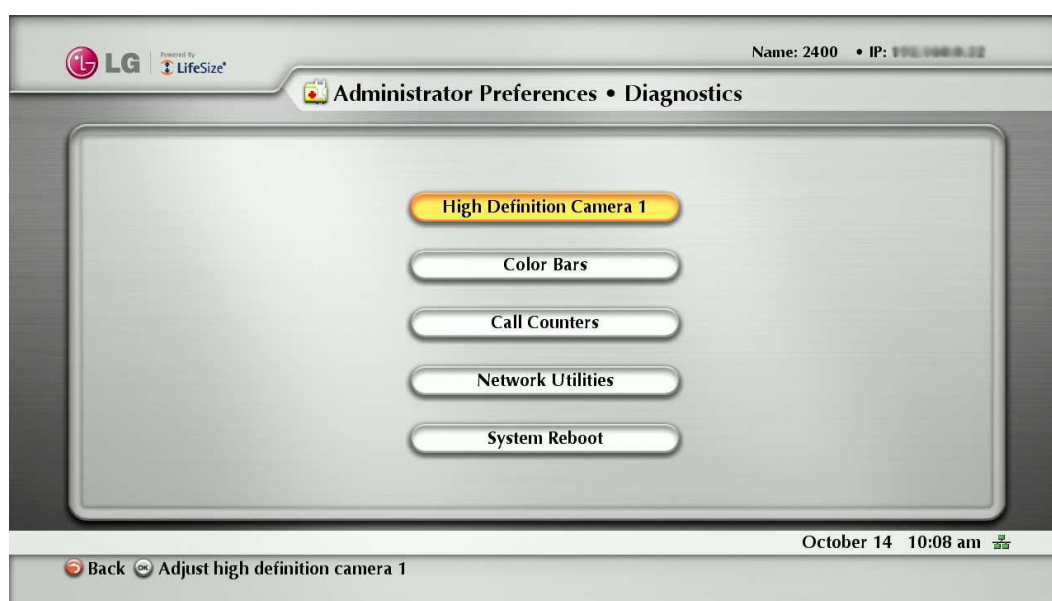 LG
Powered By
LifeSize
Name: 2400 • IP:
Administrator Preferences • Diagnostics
High Definition Camera 1
Color Bars
Call Counters
Network Utilities
System Reboot
October 14 10:08 am
Back OK Adjust high definition camera 1